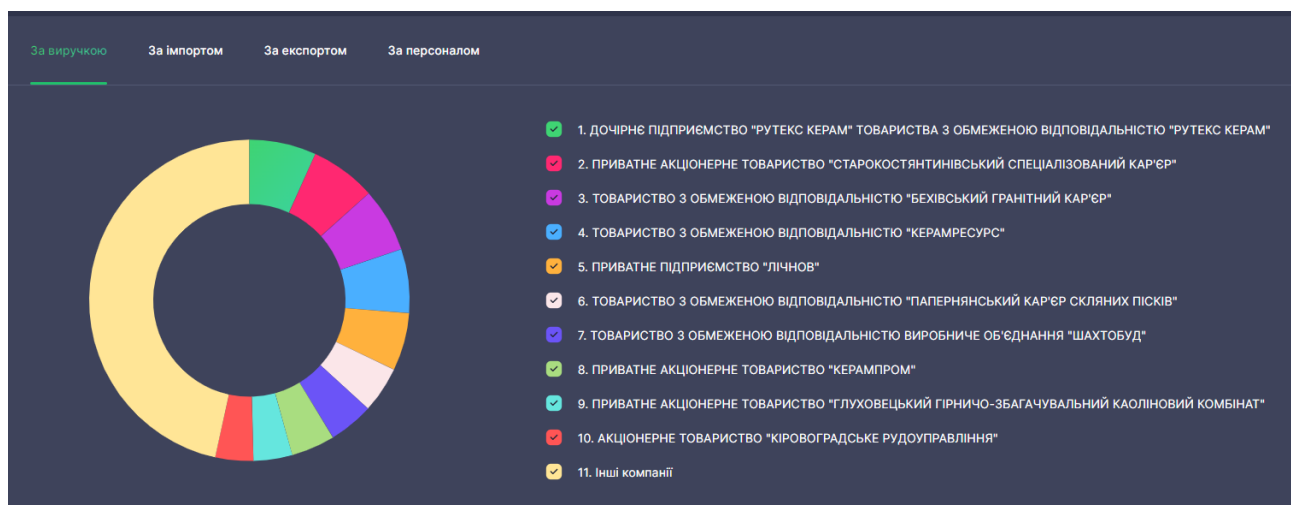 За виручкою За імпортом За експортом За персоналом
1. ДОЧІРНЄ ПІДПРИЄМСТВО "РУТЕКС КЕРАМ" ТОВАРИСТВА З ОБМЕЖЕНОЮ ВІДПОВІДАЛЬНІСТЮ "РУТЕКС КЕРАМ"
2. ПРИВАТНЕ АКЦІОНЕРНЕ ТОВАРИСТВО "СТАРОКОСТЯНТИНІВСЬКИЙ СПЕЦІАЛІЗОВАНИЙ КАР'ЄР"
3. ТОВАРИСТВО З ОБМЕЖЕНОЮ ВІДПОВІДАЛЬНІСТЮ "БЕХІВСЬКИЙ ГРАНІТНИЙ КАР'ЄР"
4. ТОВАРИСТВО З ОБМЕЖЕНОЮ ВІДПОВІДАЛЬНІСТЮ "КЕРАМРЕСУРС"
5. ПРИВАТНЕ ПІДПРИЄМСТВО "ЛІЧНОВ"
6. ТОВАРИСТВО З ОБМЕЖЕНОЮ ВІДПОВІДАЛЬНІСТЮ "ПАПЕРНЯНСЬКИЙ КАР'ЄР СКЛЯНИХ ПІСКІВ"
7. ТОВАРИСТВО З ОБМЕЖЕНОЮ ВІДПОВІДАЛЬНІСТЮ ВИРОБНИЧЕ ОБ'ЄДНАННЯ "ШАХТОБУД"
8. ПРИВАТНЕ АКЦІОНЕРНЕ ТОВАРИСТВО "КЕРАМПРОМ"
9. ПРИВАТНЕ АКЦІОНЕРНЕ ТОВАРИСТВО "ГЛУХОВЕЦЬКИЙ ГІРНИЧО-ЗБАГАЧУВАЛЬНИЙ КАОЛІНОВИЙ КОМБІНАТ"
10. АКЦІОНЕРНЕ ТОВАРИСТВО "КІРОВОГРАДСЬКЕ РУДОУПРАВЛІННЯ"
11. Інші компанії